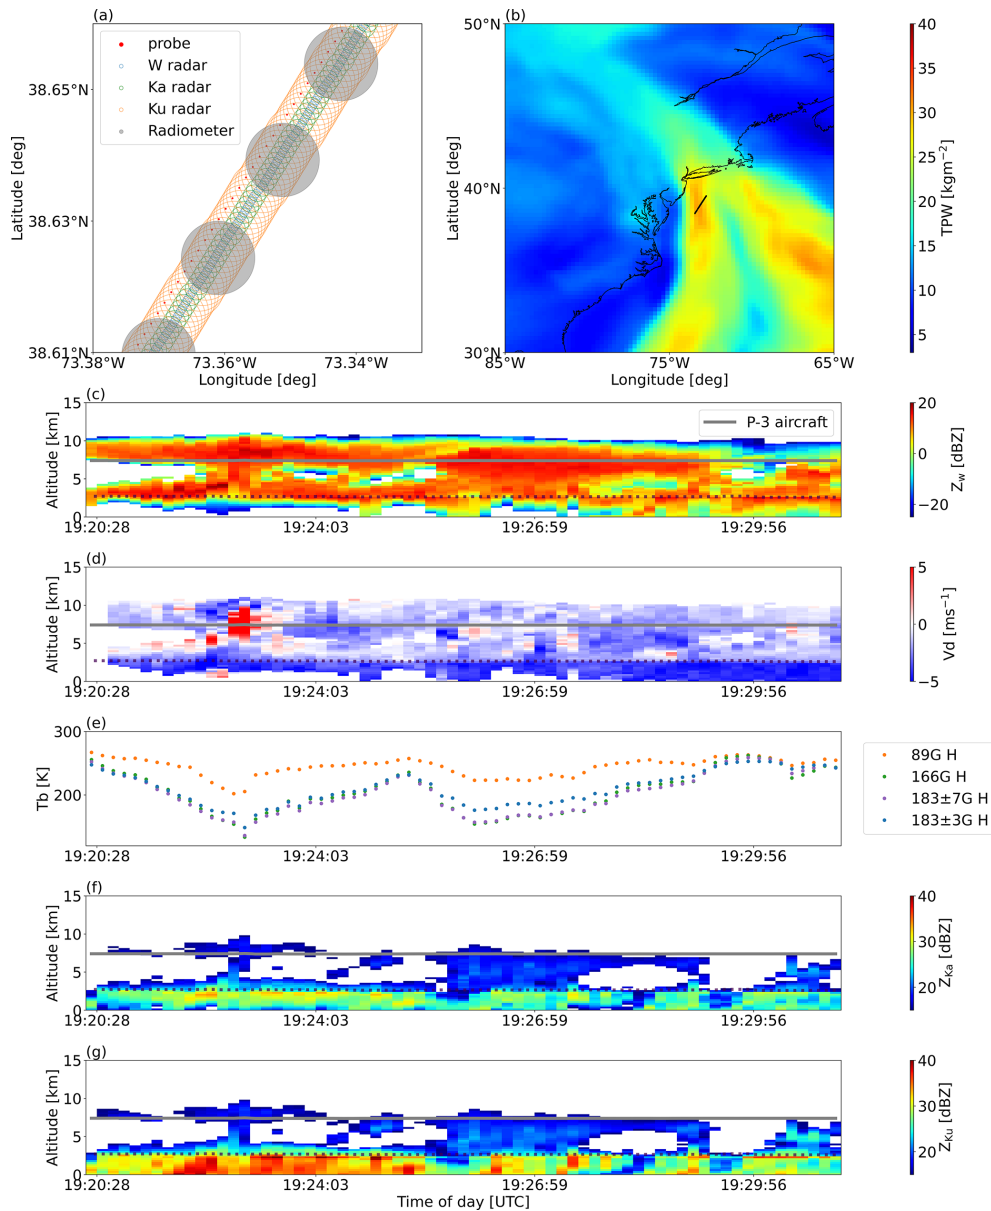 (a)
probe
W radar
Ka radar
Ku radar
Radiometer
38.65°N
38.63°N
38.61°N
Latitude [deg]
73.38°W
73.36°W
73.34°W
Longitude [deg]
(b)
50°N
40°N
30°N
Latitude [deg]
85°W
75°W
65°W
Longitude [deg]
40
35
30
25
20
15
10
5
TPW [kgm⁻²]
(c)
15
10
5
0
Altitude [km]
P-3 aircraft
19:20:28
19:24:03
19:26:59
19:29:56
20
0
−20
Zw [dBZ]
(d)
15
10
5
0
Altitude [km]
19:20:28
19:24:03
19:26:59
19:29:56
5
0
−5
Vd [ms⁻¹]
(e)
300
200
Tb [K]
19:20:28
19:24:03
19:26:59
19:29:56
89G H
166G H
183±7G H
183±3G H
(f)
15
10
5
0
Altitude [km]
19:20:28
19:24:03
19:26:59
19:29:56
40
30
20
ZKa [dBZ]
(g)
15
10
5
0
Altitude [km]
19:20:28
19:24:03
19:26:59
19:29:56
Time of day [UTC]
40
30
20
ZKu [dBZ]